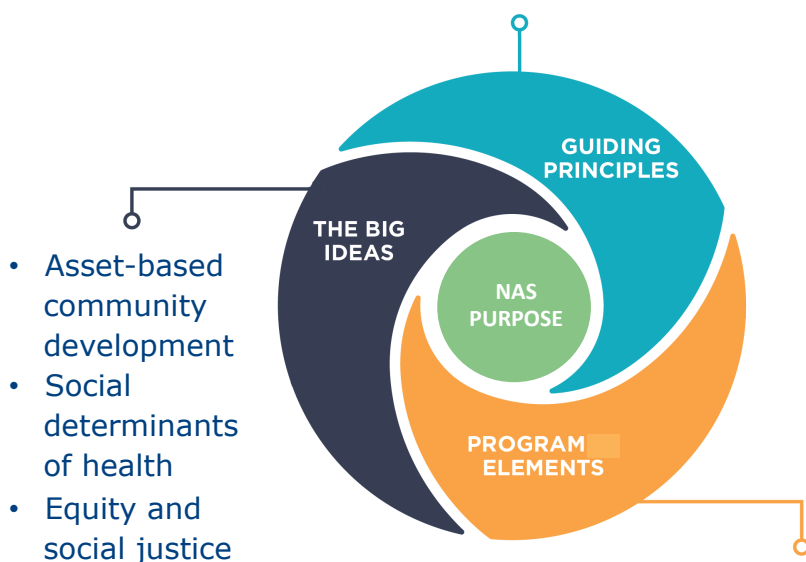 GUIDING
PRINCIPLES
THE BIG
IDEAS
NAS
PURPOSE
PROGRAM
ELEMENTS
• Asset-based
community
development
• Social
determinants
of health
• Equity and
social justice